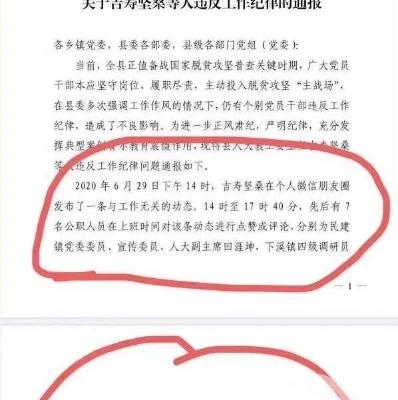 关于吉寿坚桑等人违反工作纪律的通报
各乡镇党委，县委各部委，县级各部门党组（党委）：
当前，全县正值备战国家脱贫攻坚普查关键时期，广大党员
干部本应坚守岗位、履职尽责，主动投入脱贫攻坚“主战场”，
在县委多次强调工作作风的情况下，仍有个别党员干部违反工作
纪律，造成了不良影响。为进一步正风肃纪，严明纪律，充分发
挥典型案例警示教育震慑作用，现将县人大教工委主任吉寿坚桑
等人违反工作纪律问题通报如下。
2020 年 6 月 29 日下午 14 时，吉寿坚桑在个人微信朋友圈
发布了一条与工作无关的动态。14 时至 17 时 40 分，先后有 7
名公职人员在上班时间对该条动态进行点赞或评论，分别为民建
镇党委委员、宣传委员、人大副主席田涯坤，下溪镇四级调研员
— 1